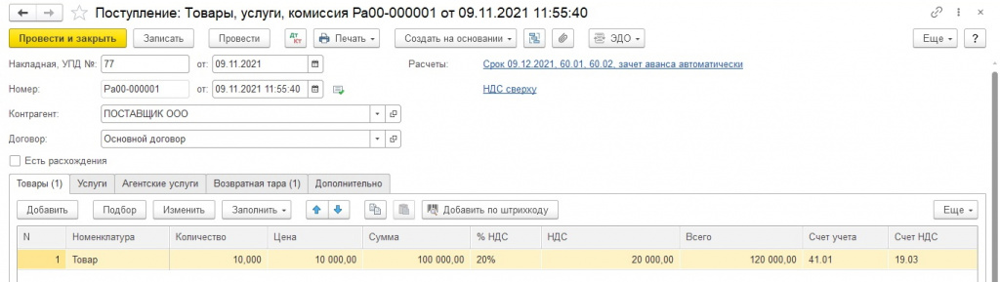 Поступление: Товары, услуги, комиссия Ра00-000001 от 09.11.2021 11:55:40
Провести и закрыть Записать Провести Дт Кт Печать Создать на основании ЭДО Еще ?
Накладная, УПД №: 77 от: 09.11.2021 Расчеты: Срок 09.12.2021, 60.01, 60.02, зачет аванса автоматически
Номер: Ра00-000001 от: 09.11.2021 11:55:40 НДС сверху
Контрагент: ПОСТАВЩИК ООО
Договор: Основной договор
Есть расхождения
Товары (1) Услуги Агентские услуги Возвратная тара (1) Дополнительно
Добавить Подбор Изменить Заполнить Добавить по штрихкоду Еще
N Номенклатура Количество Цена Сумма % НДС НДС Всего Счет учета Счет НДС
1 Товар 10,000 10 000,00 100 000,00 20% 20 000,00 120 000,00 41.01 19.03